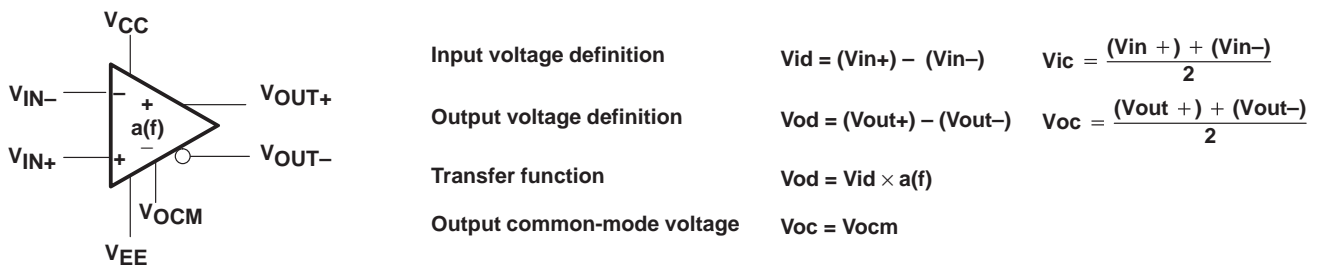 VCC
VIN–
VIN+
–
+
+
a(f)
–
VOUT+
VOUT–
VOCM
VEE
Input voltage definition Vid = (Vin+) – (Vin–) Vic = (Vin +) + (Vin–) / 2
Output voltage definition Vod = (Vout+) – (Vout–) Voc = (Vout +) + (Vout–) / 2
Transfer function Vod = Vid × a(f)
Output common-mode voltage Voc = Vocm